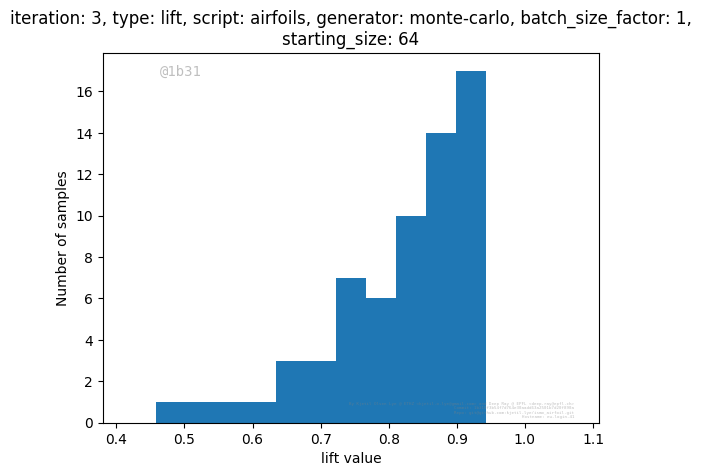 iteration: 3, type: lift, script: airfoils, generator: monte-carlo, batch_size_factor: 1,
starting_size: 64
@1b31
16
14
12
10
8
6
4
2
0
Number of samples
0.4 0.5 0.6 0.7 0.8 0.9 1.0 1.1
lift value